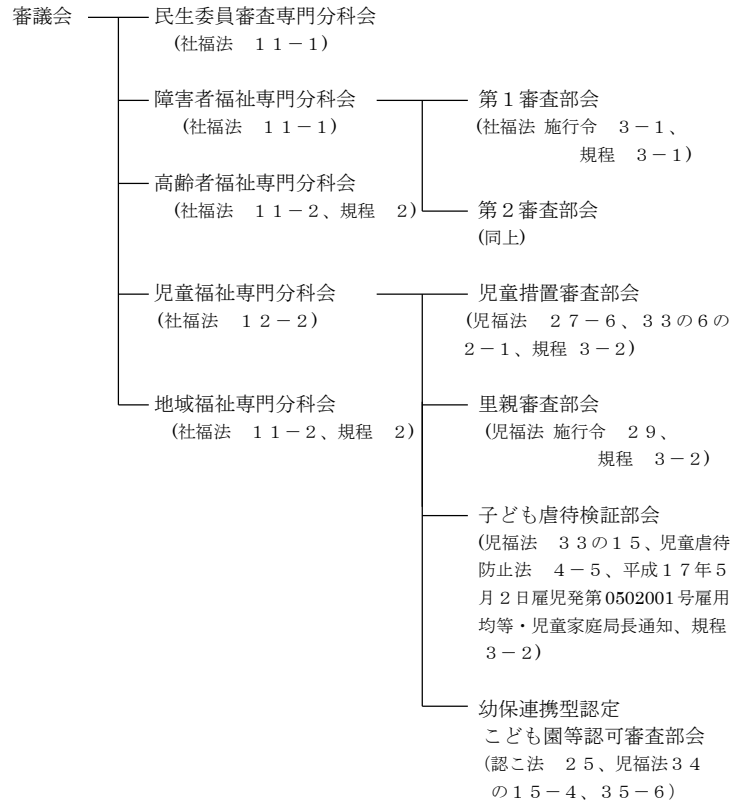 審議会
民生委員審査専門分科会
(社福法 11-1)
障害者福祉専門分科会
(社福法 11-1)
高齢者福祉専門分科会
(社福法 11-2、規程 2)
児童福祉専門分科会
(社福法 12-2)
地域福祉専門分科会
(社福法 11-2、規程 2)
第1審査部会
(社福法 施行令 3-1、
規程 3-1)
第2審査部会
(同上)
児童措置審査部会
(児福法 27-6、33の6の
2-1、規程 3-2)
里親審査部会
(児福法 施行令 29、
規程 3-2)
子ども虐待検証部会
(児福法 33の15、児童虐待
防止法 4-5、平成17年5
月2日雇児発第0502001号雇用
均等・児童家庭局長通知、規程
3-2)
幼保連携型認定
こども園等認可審査部会
(認こ法 25、児福法34
の15-4、35-6)